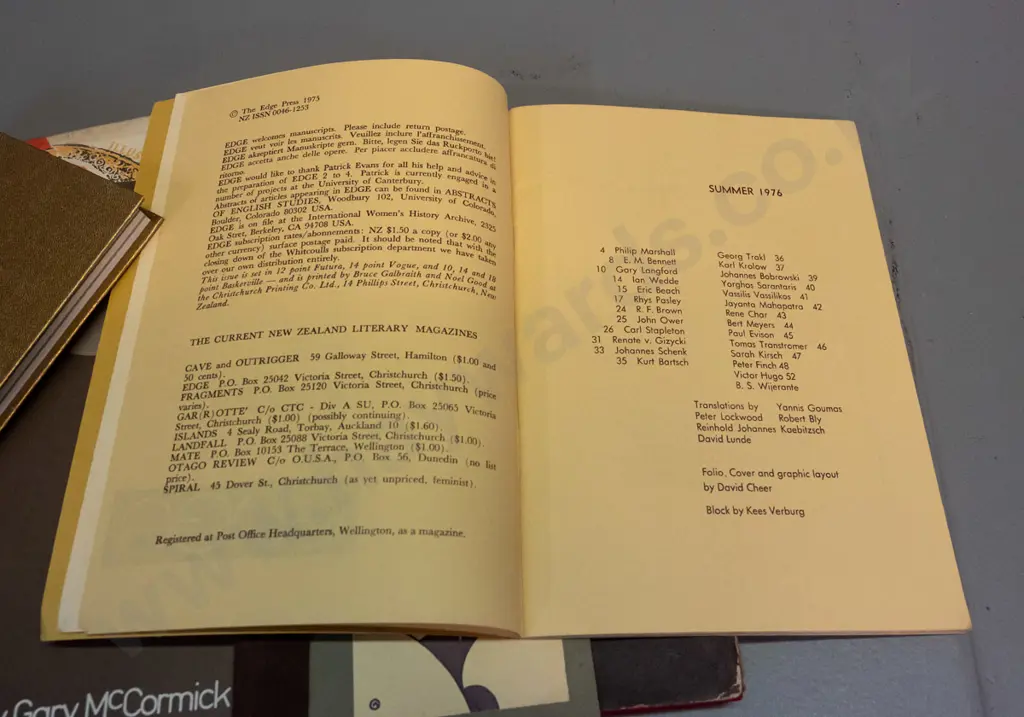 © The Edge Press 1973
NZ ISSN 0046-1253
EDGE welcomes manuscripts. Please include return postage.
EDGE veut voir les manuscrits. Veuillez inclure l'affranchissement.
EDGE akzeptiert Manuskripte gern. Bitte, legen Sie das Ruckporto bei!
EDGE accetta anche delle opere. Per piacer accludere affrancatura di
ritorno.
EDGE would like to thank Patrick Evans for all his help and advice in
the preparation of EDGE 2 to 4. Patrick is currently engaged in a
number of projects at the University of Canterbury.
Abstracts of articles appearing in EDGE can be found in ABSTRACTS
OF ENGLISH STUDIES, Woodbury 102, University of Colorado,
Boulder, Colorado 80302 USA.
EDGE is on file at the International Women's History Archive, 2325
Oak Street, Berkeley, CA 94708 USA.
EDGE subscription rates/abonnements: NZ $1.50 a copy (or $2.00 any
other currency) surface postage paid. It should be noted that with the
closing down of the Whitcoulls subscription department we have taken
over our own distribution entirely.
This issue is set in 12 point Futura, 14 point Vogue, and 10, 14 and 18
point Baskerville — and is printed by Bruce Galbraith and Noel Good at
the Christchurch Printing Co. Ltd., 14 Phillips Street, Christchurch, New
Zealand.
THE CURRENT NEW ZEALAND LITERARY MAGAZINES
CAVE and OUTRIGGER 59 Galloway Street, Hamilton ($1.00 and
50 cents).
EDGE P.O. Box 25042 Victoria Street, Christchurch ($1.50).
FRAGMENTS P.O. Box 25120 Victoria Street, Christchurch (price
varies).
GAR(R)OTTE' C/o CTC - Div A SU, P.O. Box 25065 Victoria
Street, Christchurch ($1.00) (possibly continuing).
ISLANDS 4 Sealy Road, Torbay, Auckland 10 ($1.60).
LANDFALL P.O. Box 25088 Victoria Street, Christchurch ($1.00).
MATE P.O. Box 10153 The Terrace, Wellington ($1.00).
OTAGO REVIEW C/o O.U.S.A., P.O. Box 56, Dunedin (no list
price).
SPIRAL 43 Dover St., Christchurch (as yet unpriced, feminist).
Registered at Post Office Headquarters, Wellington, as a magazine.
SUMMER 1976
4 Philip Marshall
8 E. M. Bennett
10 Gary Langford
14 Ian Wedde
15 Eric Beach
17 Rhys Pasley
24 R. F. Brown
25 John Ower
26 Carl Stapleton
31 Renate v. Gizycki
33 Johannes Schenk
35 Kurt Bartsch
Georg Trakl 36
Karl Krolow 37
Johannes Bobrowski 39
Yorghos Sarantaris 40
Vassilis Vassilikos 41
Jayanta Mahapatra 42
Rene Char 43
Bert Meyers 44
Paul Evison 45
Tomas Transtromer 46
Sarah Kirsch 47
Peter Finch 48
Victor Hugo 52
B. S. Wijerante
Translations by Yannis Goumas
Peter Lockwood Robert Bly
Reinhold Johannes Kaebitzsch
David Lunde
Folio, Cover and graphic layout
by David Cheer
Block by Kees Verburg
Gary McCormick